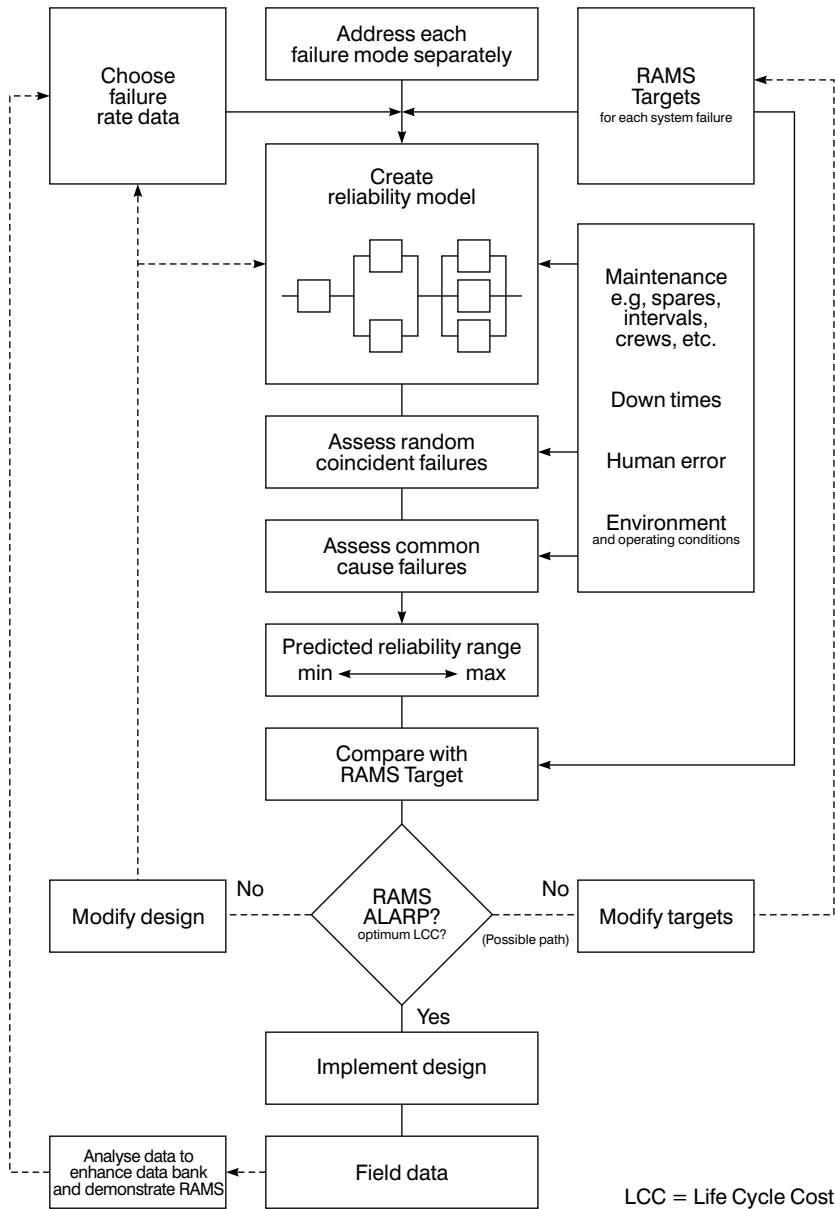 Choose
failure
rate data
Address each
failure mode separately
RAMS
Targets
for each system failure
Create
reliability model
Maintenance
e.g, spares,
intervals,
crews, etc.
Down times
Human error
Environment
and operating conditions
Assess random
coincident failures
Assess common
cause failures
Predicted reliability range
min max
Compare with
RAMS Target
No
Modify design
RAMS
ALARP?
optimum LCC?
No
(Possible path)
Modify targets
Yes
Implement design
Analyse data to
enhance data bank
and demonstrate RAMS
Field data
LCC = Life Cycle Cost